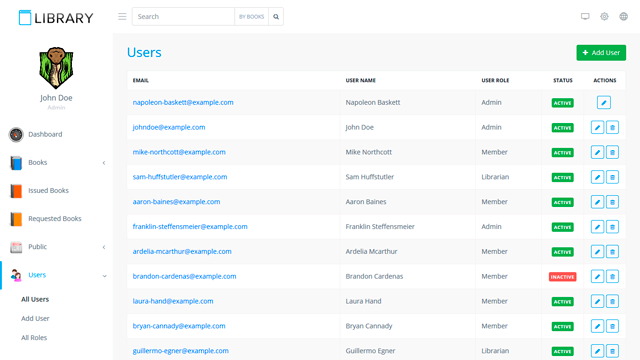 LIBRARY
Search
BY BOOKS
John Doe
Admin
Dashboard
Books
Issued Books
Requested Books
Public
Users
All Users
Add User
All Roles
Users
+ Add User
EMAIL USER NAME USER ROLE STATUS ACTIONS
napoleon-baskett@example.com Napoleon Baskett Admin ACTIVE
johndoe@example.com John Doe Admin ACTIVE
mike-northcott@example.com Mike Northcott Member ACTIVE
sam-huffstutler@example.com Sam Huffstutler Librarian ACTIVE
aaron-baines@example.com Aaron Baines Member ACTIVE
franklin-steffensmeier@example.com Franklin Steffensmeier Admin ACTIVE
ardelia-mcarthur@example.com Ardelia Mcarthur Member ACTIVE
brandon-cardenas@example.com Brandon Cardenas Member INACTIVE
laura-hand@example.com Laura Hand Member ACTIVE
bryan-cannady@example.com Bryan Cannady Member ACTIVE
guillermo-egner@example.com Guillermo Egner Librarian ACTIVE